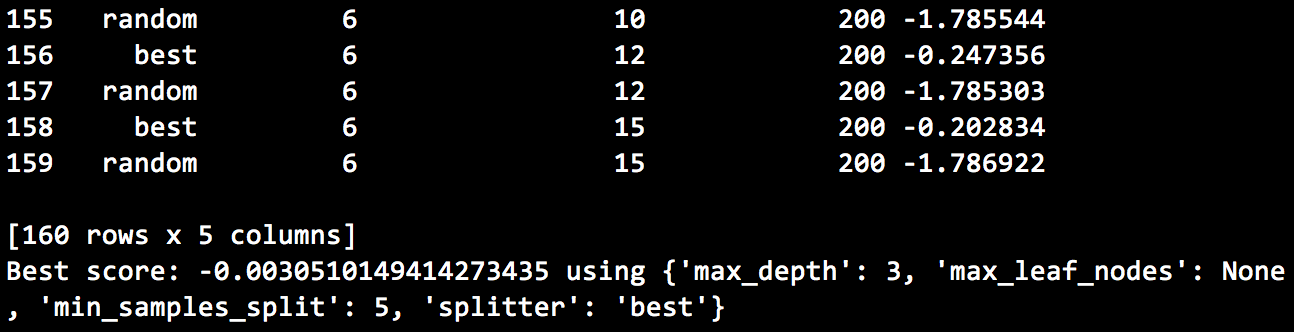 155 random 6 10 200 -1.785544
156 best 6 12 200 -0.247356
157 random 6 12 200 -1.785303
158 best 6 15 200 -0.202834
159 random 6 15 200 -1.786922
[160 rows x 5 columns]
Best score: -0.0030510149414273435 using {'max_depth': 3, 'max_leaf_nodes': None
, 'min_samples_split': 5, 'splitter': 'best'}